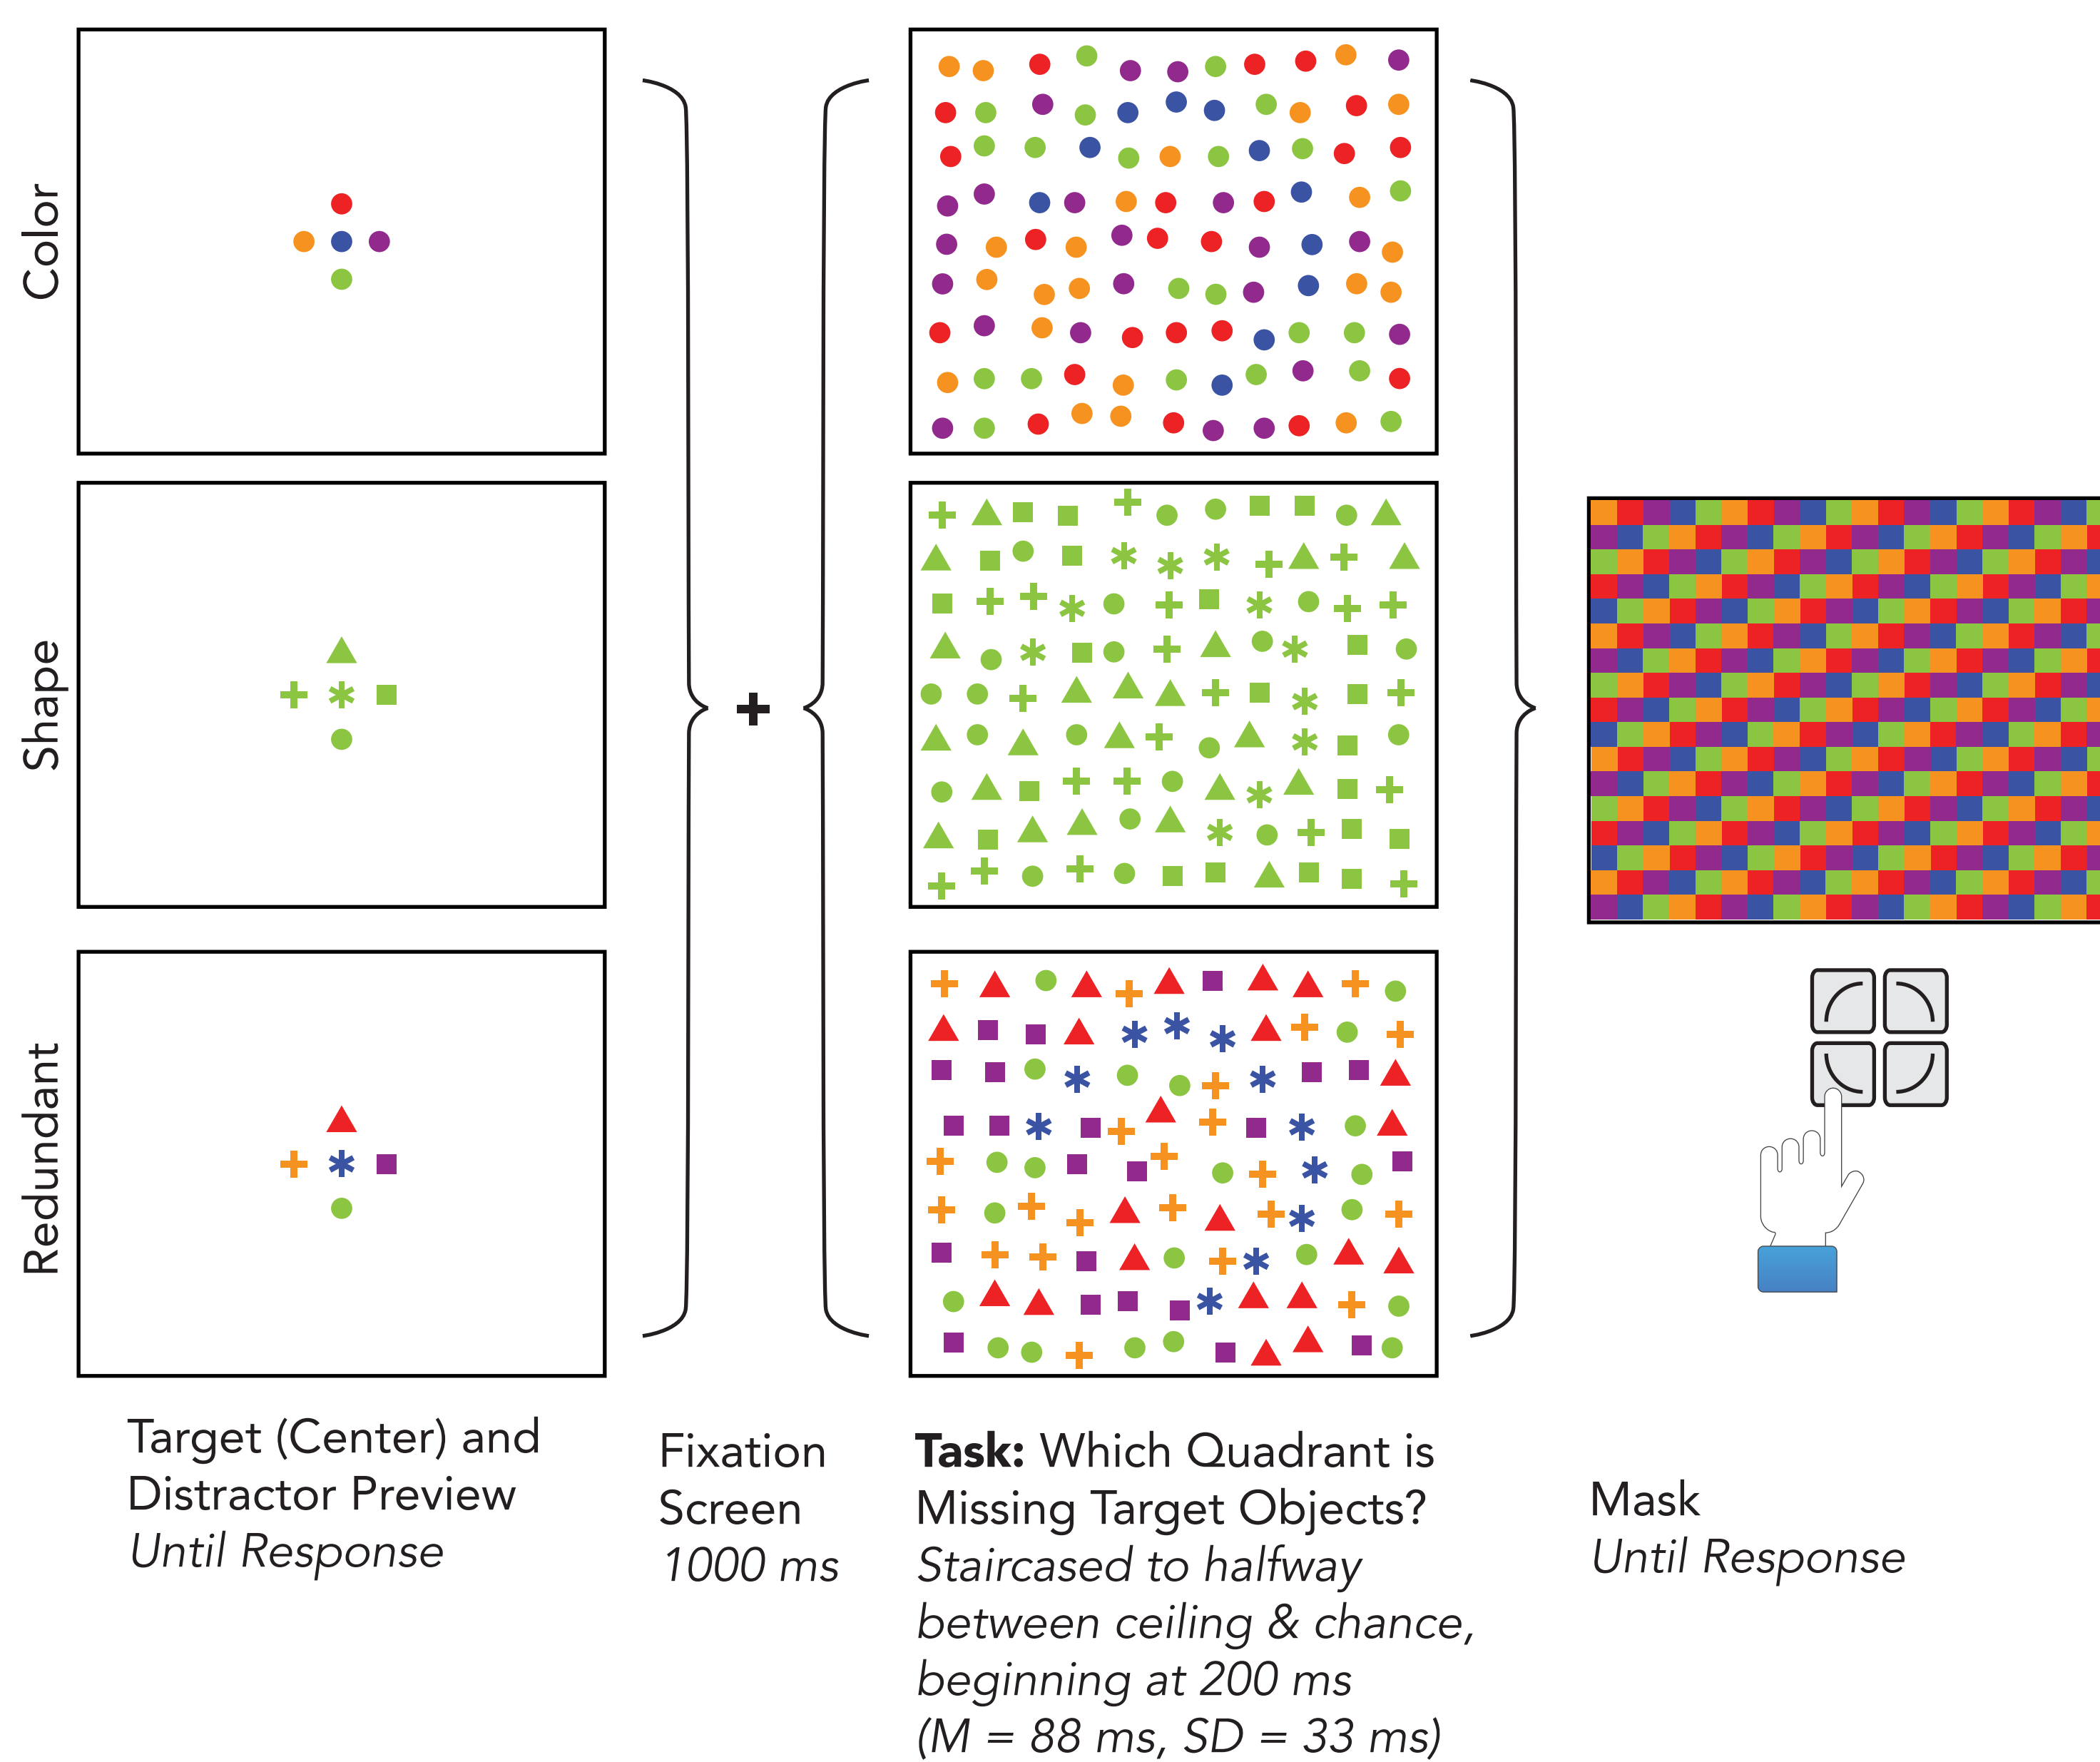 Color
Shape
Redundant
Target (Center) and
Distractor Preview
Until Response
Fixation
Screen
1000 ms
Task: Which Quadrant is
Missing Target Objects?
Staircased to halfway
between ceiling & chance,
beginning at 200 ms
(M = 88 ms, SD = 33 ms)
Mask
Until Response